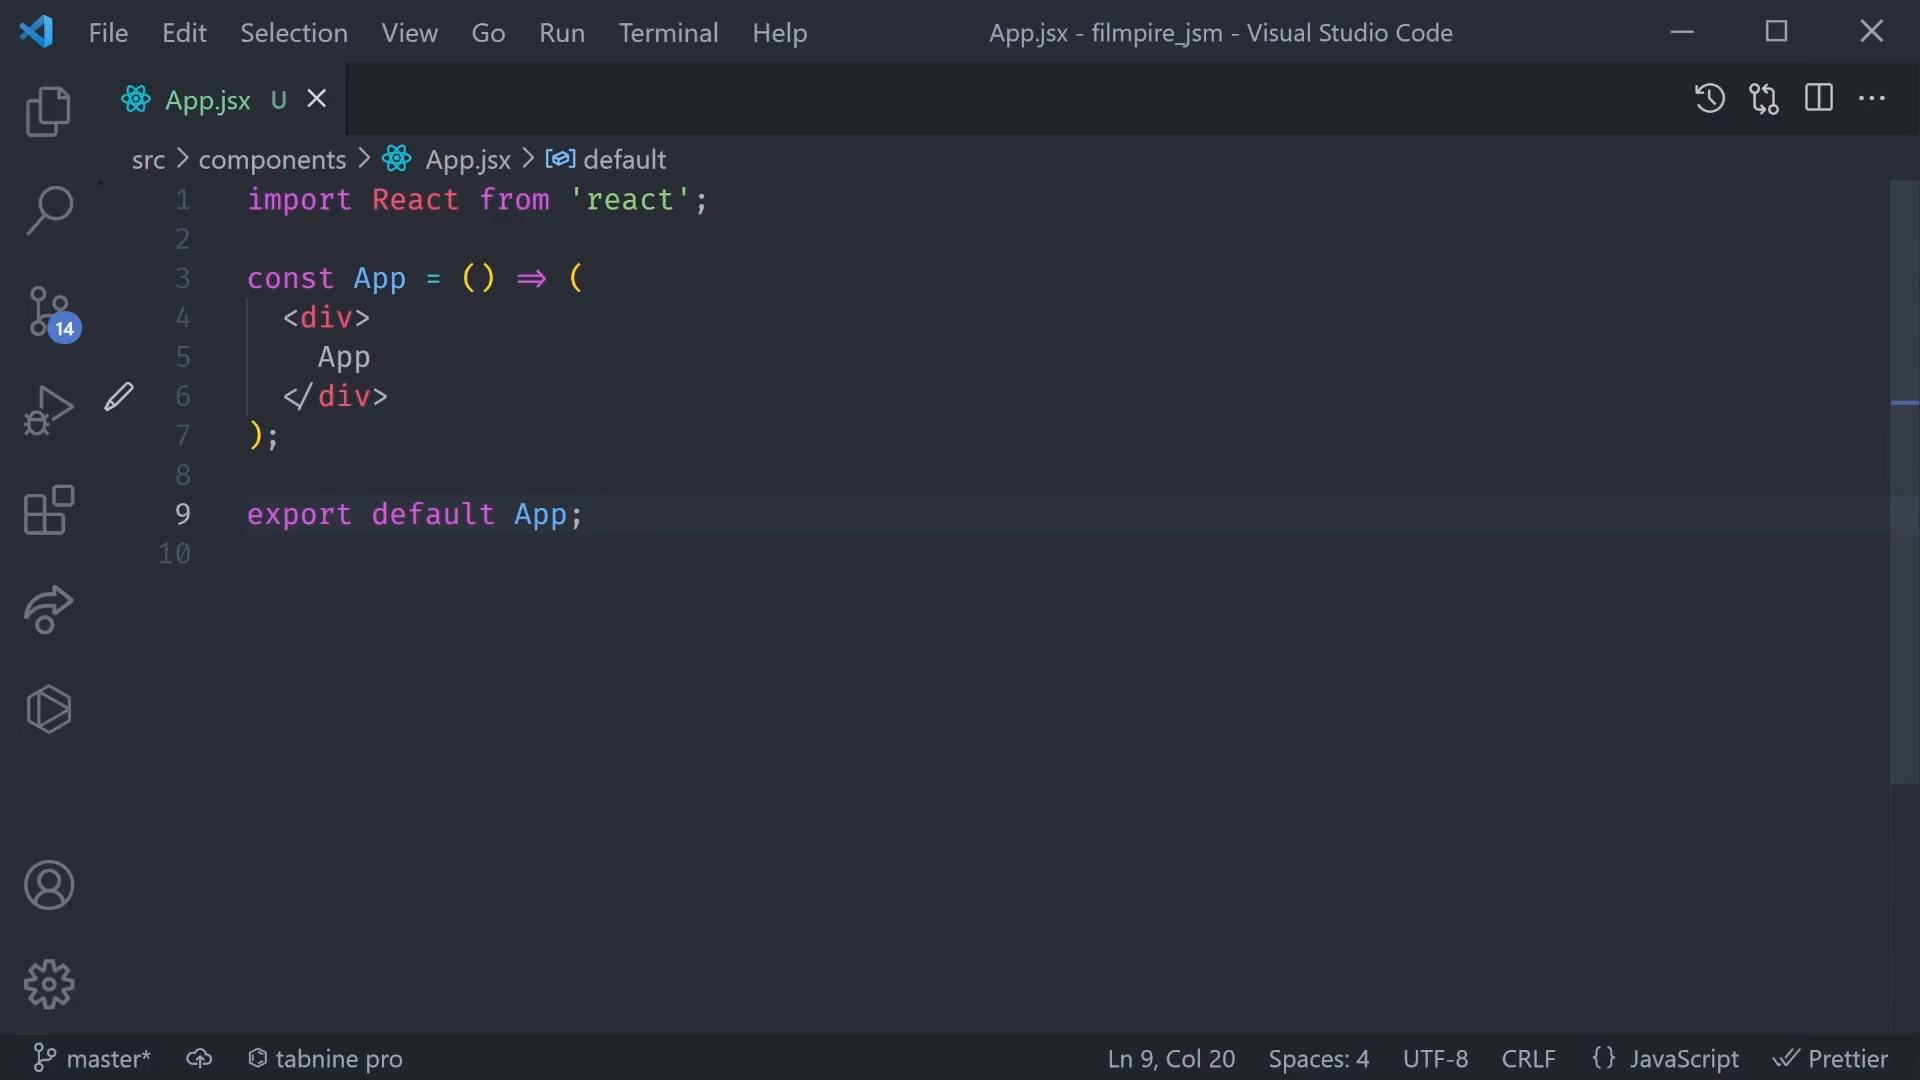 File Edit Selection View Go Run Terminal Help App.jsx - filmpire_jsm - Visual Studio Code
App.jsx U
src > components > App.jsx > default
1 import React from 'react';
2
3 const App = () => (
4 <div>
5 App
6 </div>
7 );
8
9 export default App;
10
14
master* tabnine pro Ln 9, Col 20 Spaces: 4 UTF-8 CRLF {} JavaScript Prettier